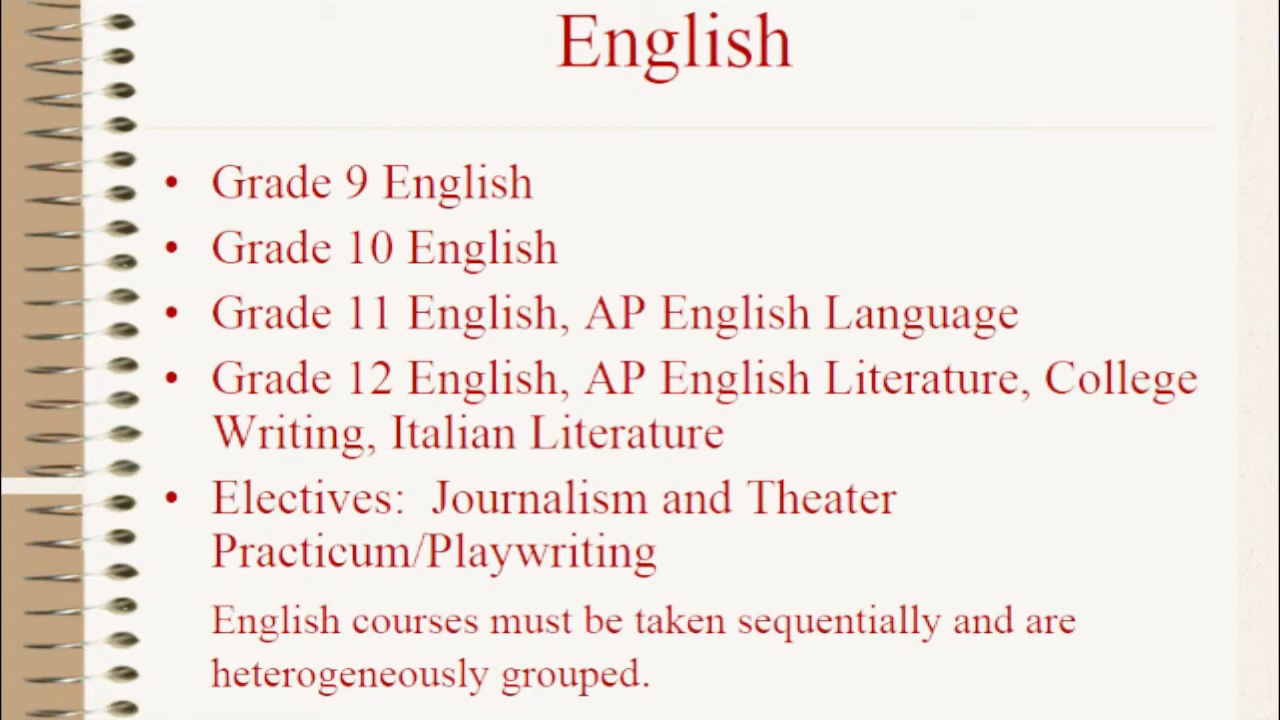 English
• Grade 9 English
• Grade 10 English
• Grade 11 English, AP English Language
• Grade 12 English, AP English Literature, College
Writing, Italian Literature
• Electives:  Journalism and Theater
Practicum/Playwriting
English courses must be taken sequentially and are
heterogeneously grouped.